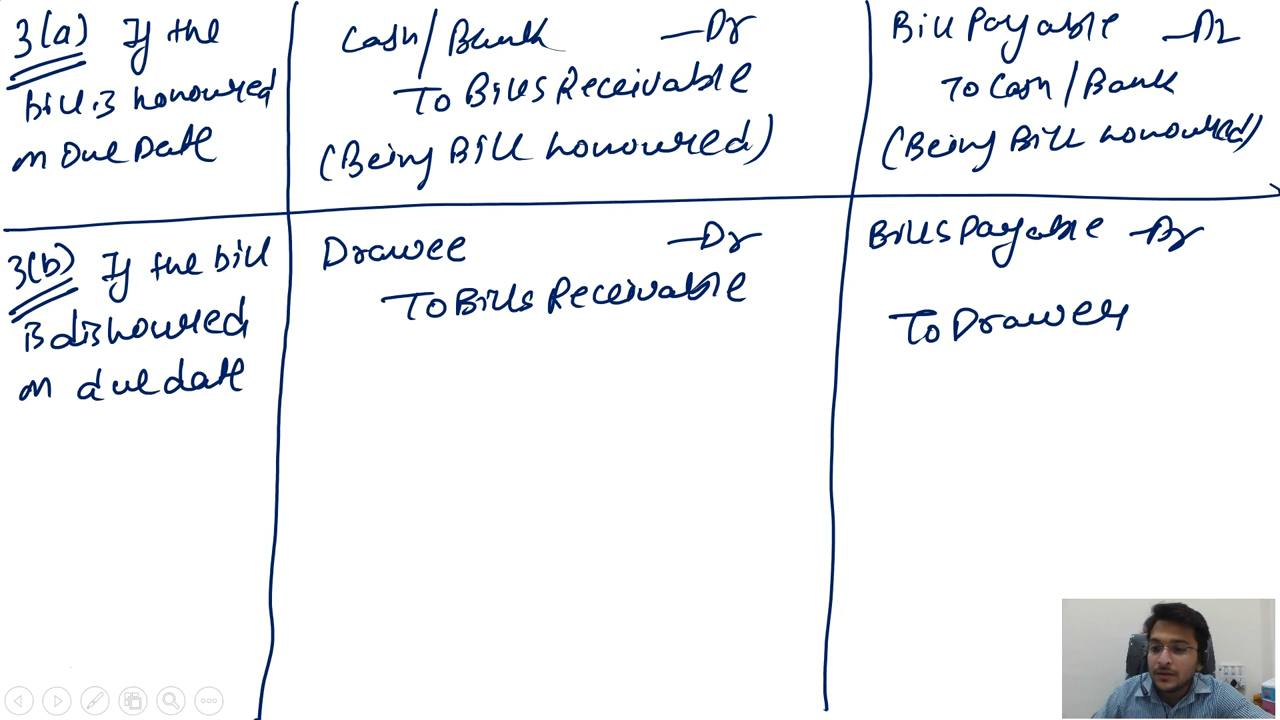 3(a) If the
bill is honoured
on Due Date
Cash/Bank —Dr
To Bills Receivable
(Being Bill honoured)
Bill Payable —Dr
To Cash/Bank
(Being Bill honoured)
3(b) If the bill
is dishoured
on due date
Drawee —Dr
To Bills Receivable
Bills Payable —Dr
To Drawer